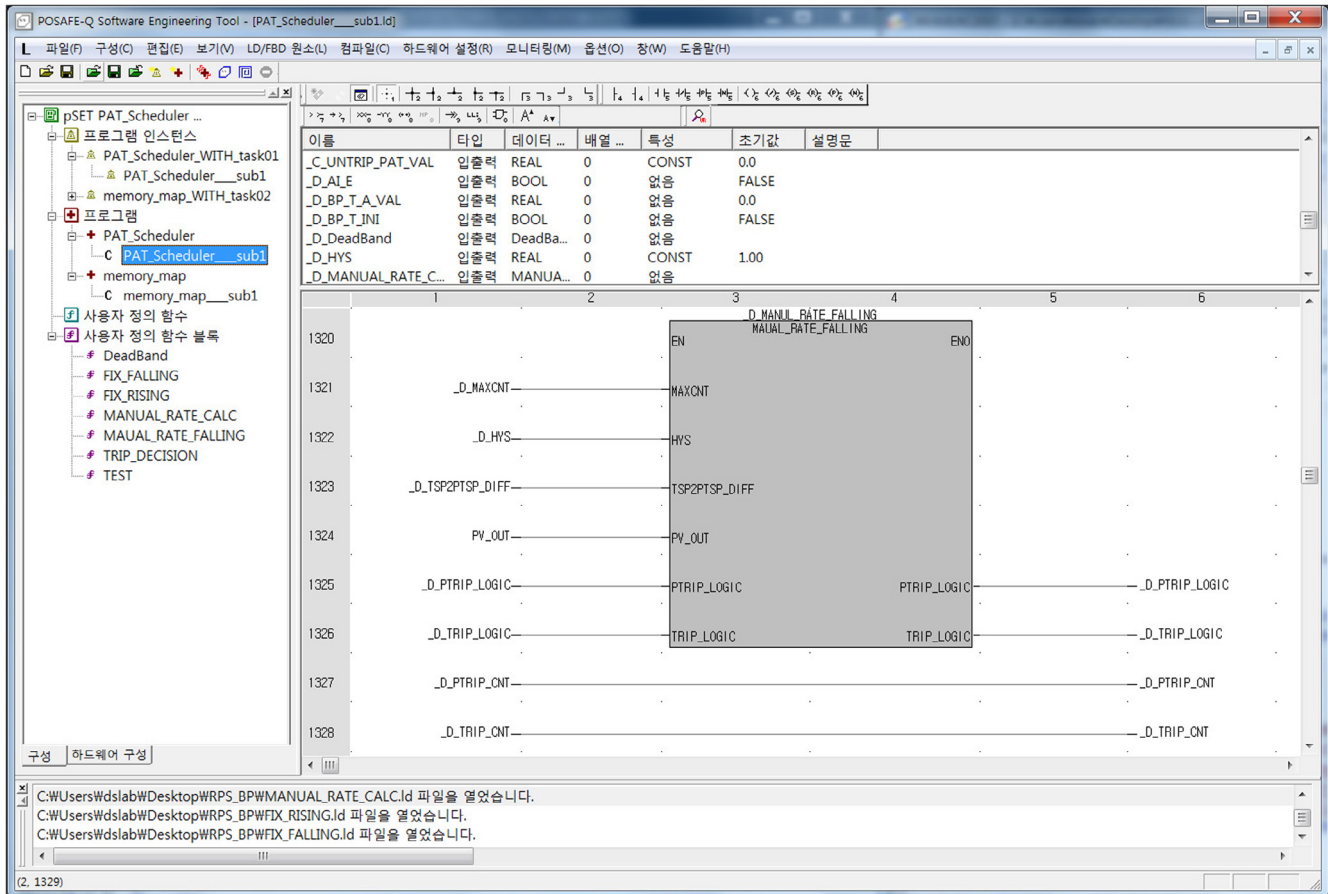 POSAFE-Q Software Engineering Tool - [PAT_Scheduler___sub1.ld]
L 파일(F) 구성(C) 편집(E) 보기(V) LD/FBD 원소(L) 컴파일(C) 하드웨어 설정(R) 모니터링(M) 옵션(O) 창(W) 도움말(H)
pSET PAT_Scheduler ...
프로그램 인스턴스
PAT_Scheduler_WITH_task01
PAT_Scheduler___sub1
memory_map_WITH_task02
프로그램
PAT_Scheduler
C PAT_Scheduler___sub1
memory_map
C memory_map___sub1
사용자 정의 함수
사용자 정의 함수 블록
DeadBand
FIX_FALLING
FIX_RISING
MANUAL_RATE_CALC
MAUAL_RATE_FALLING
TRIP_DECISION
TEST
구성 하드웨어 구성
이름 타입 데이터 ... 배열 ... 특성 초기값 설명문
_C_UNTRIP_PAT_VAL 입출력 REAL 0 CONST 0.0
_D_AI_E 입출력 BOOL 0 없음 FALSE
_D_BP_T_A_VAL 입출력 REAL 0 없음 0.0
_D_BP_T_INI 입출력 BOOL 0 없음 FALSE
_D_DeadBand 입출력 DeadBa... 0 없음
_D_HYS 입출력 REAL 0 CONST 1.00
_D_MANUAL_RATE_C... 입출력 MANUA... 0 없음
1 2 3 4 5 6
_D_MANUL_RATE_FALLING
MAUAL_RATE_FALLING
1320 EN ENO
1321 _D_MAXCNT MAXCNT
1322 _D_HYS HYS
1323 _D_TSP2PTSP_DIFF TSP2PTSP_DIFF
1324 PV_OUT PV_OUT
1325 _D_PTRIP_LOGIC PTRIP_LOGIC PTRIP_LOGIC _D_PTRIP_LOGIC
1326 _D_TRIP_LOGIC TRIP_LOGIC TRIP_LOGIC _D_TRIP_LOGIC
1327 _D_PTRIP_CNT _D_PTRIP_CNT
1328 _D_TRIP_CNT _D_TRIP_CNT
C:₩Users₩dslab₩Desktop₩RPS_BP₩MANUAL_RATE_CALC.ld 파일을 열었습니다.
C:₩Users₩dslab₩Desktop₩RPS_BP₩FIX_RISING.ld 파일을 열었습니다.
C:₩Users₩dslab₩Desktop₩RPS_BP₩FIX_FALLING.ld 파일을 열었습니다.
(2, 1329)